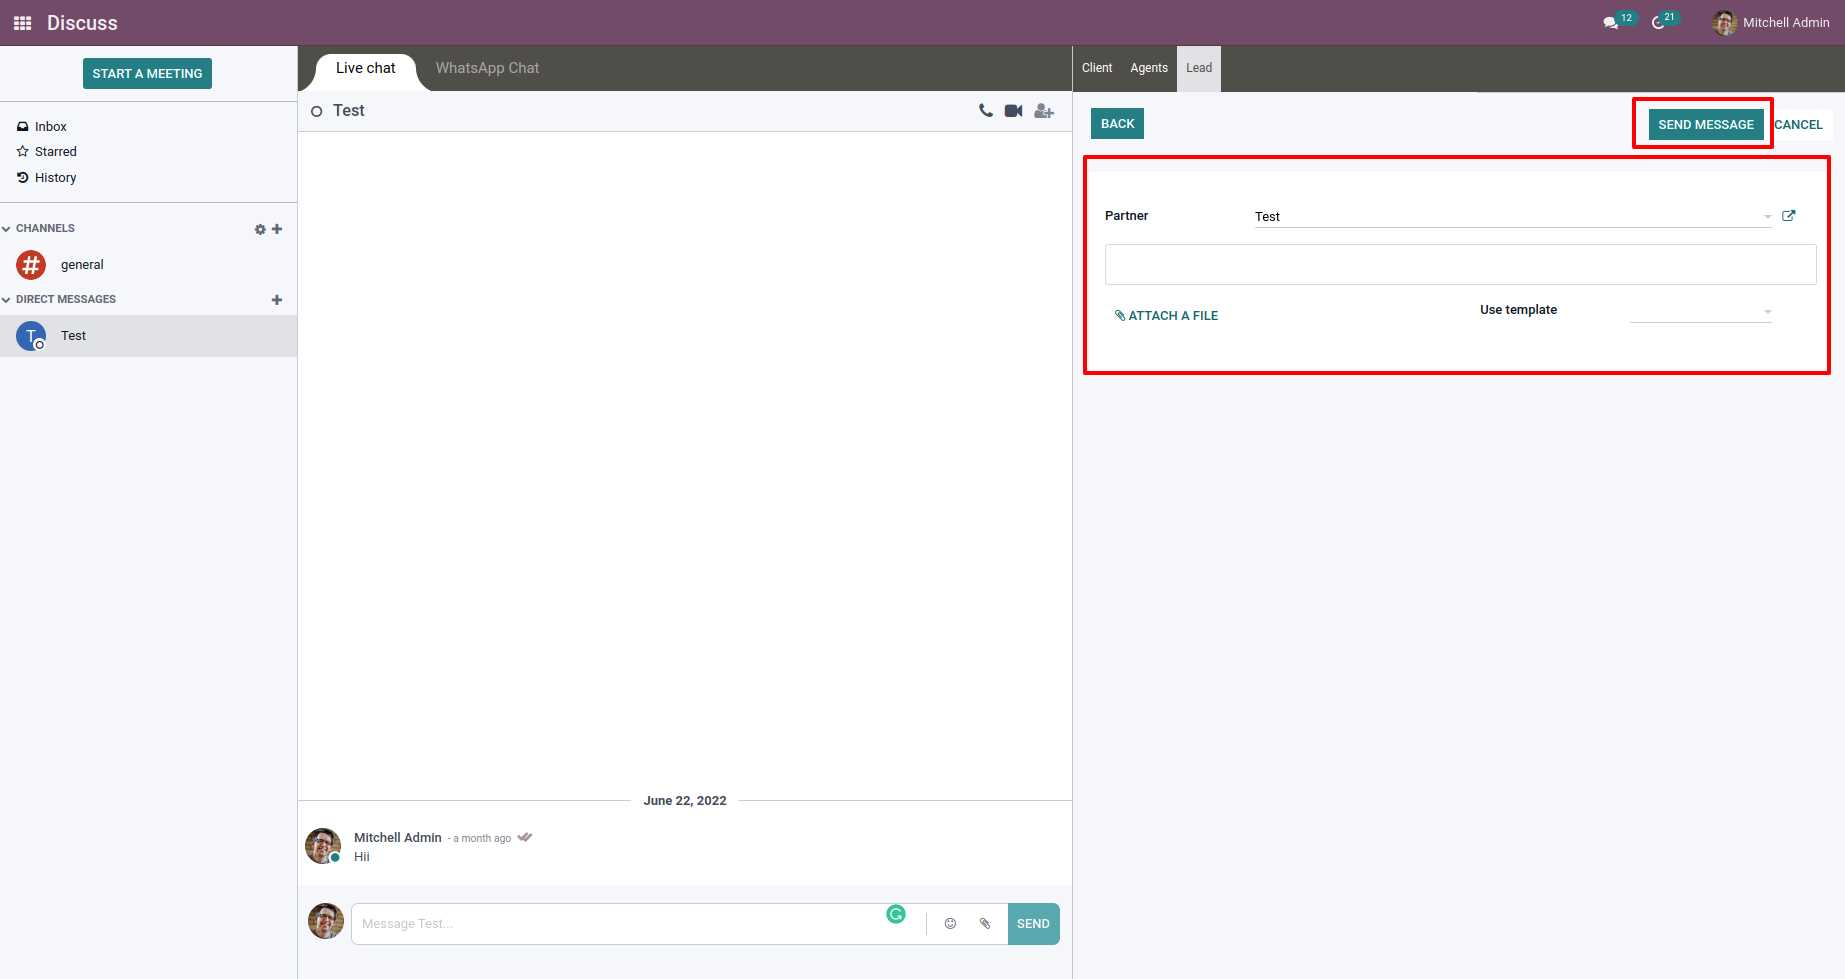 Discuss
12
21
Mitchell Admin
START A MEETING
Inbox
Starred
History
CHANNELS
general
DIRECT MESSAGES
T
Test
Live chat
WhatsApp Chat
Test
June 22, 2022
Mitchell Admin - a month ago
Hii
Message Test...
SEND
Client
Agents
Lead
BACK
SEND MESSAGE
CANCEL
Partner
Test
ATTACH A FILE
Use template